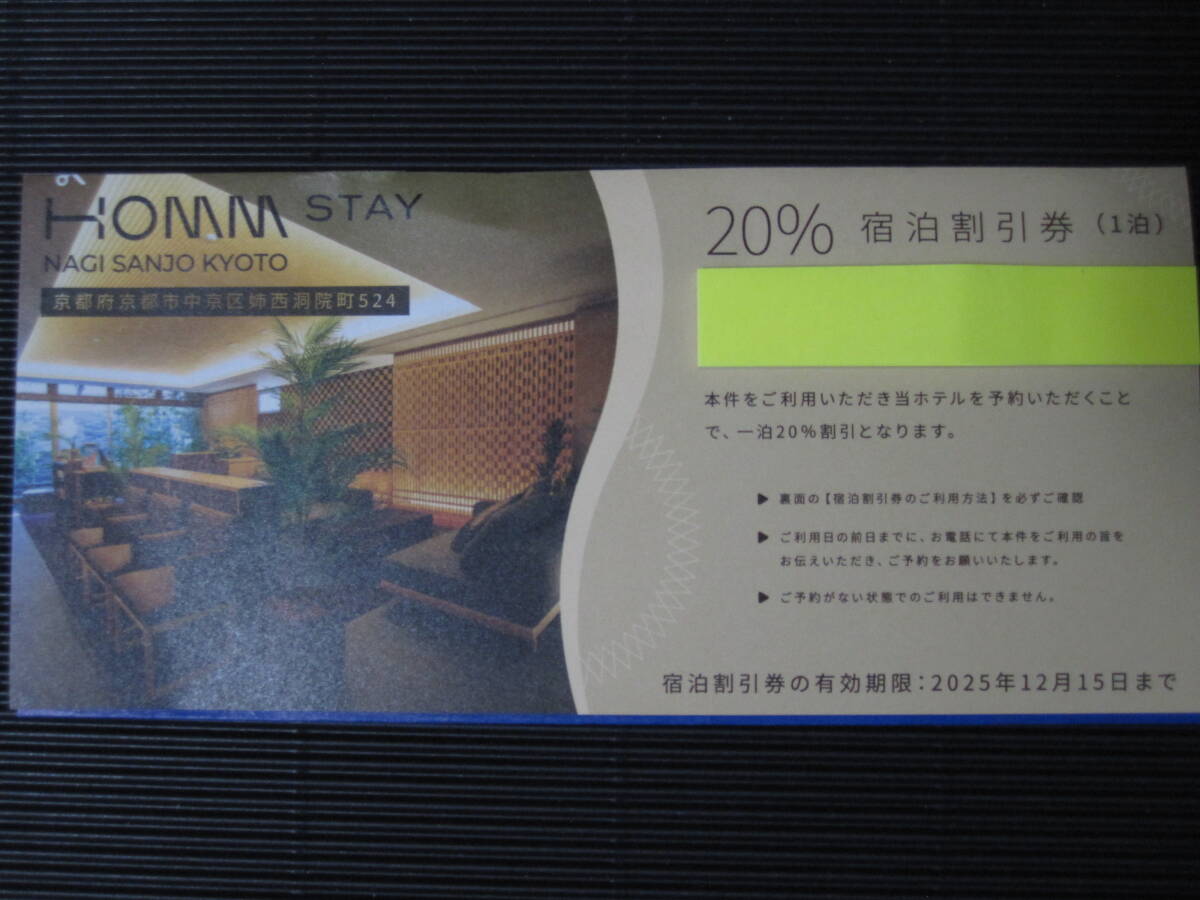 HOMM STAY
NAGI SANJO KYOTO
京都府京都市中京区姉西洞院町524
20% 宿泊割引券（1泊）
本件をご利用いただき当ホテルを予約いただくこと
で、一泊20%割引となります。
▶ 裏面の【宿泊割引券のご利用方法】を必ずご確認
▶ ご利用日の前日までに、お電話にて本件をご利用の旨を
お伝えいただき、ご予約をお願いいたします。
▶ ご予約がない状態でのご利用はできません。
宿泊割引券の有効期限：2025年12月15日まで